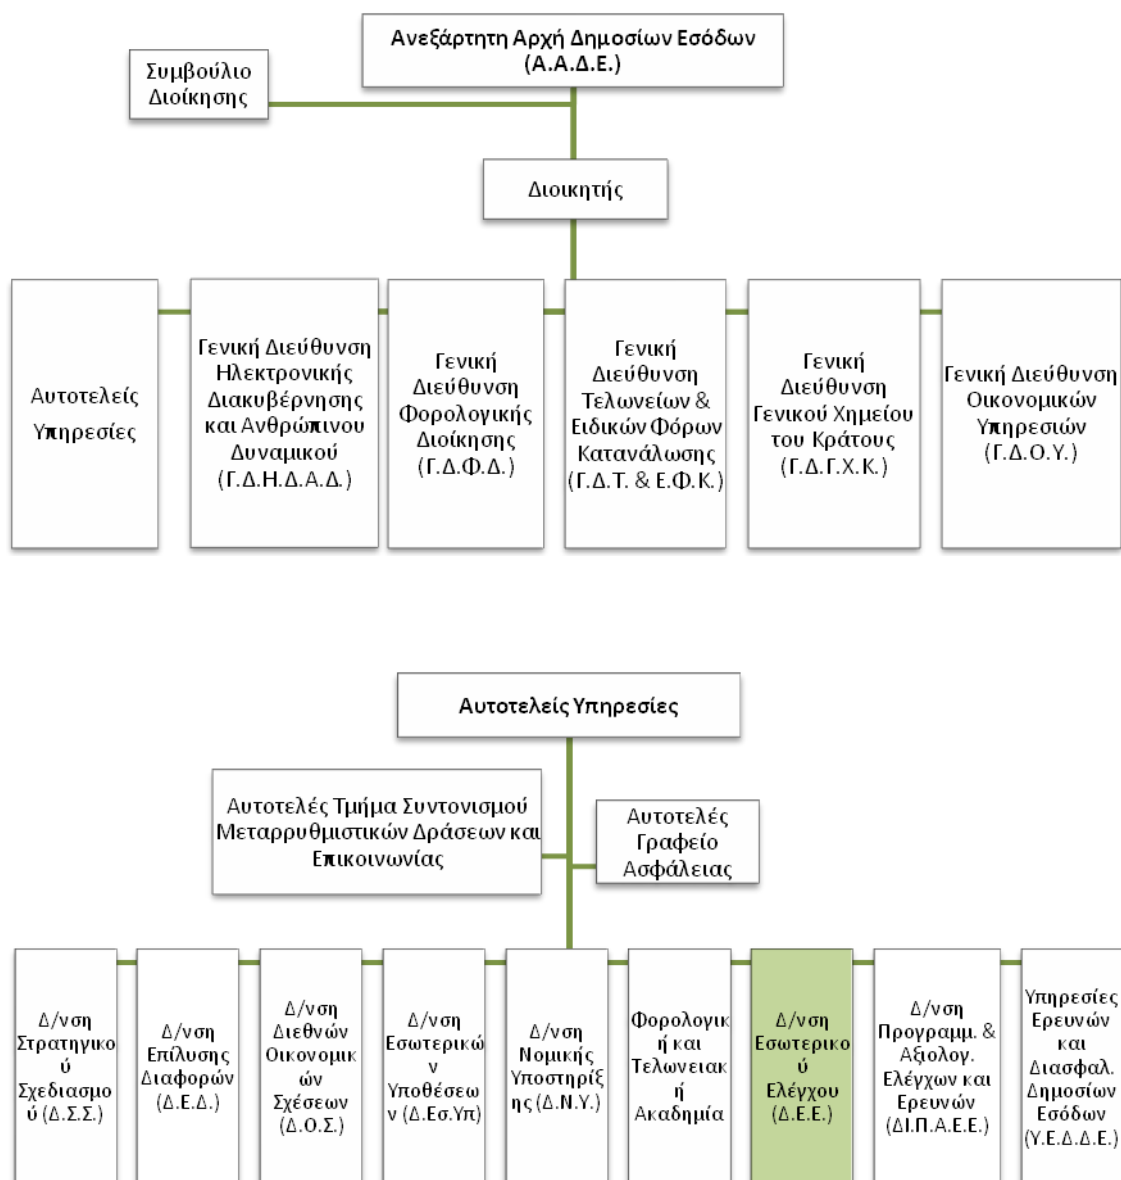 Ανεξάρτητη Αρχή Δημοσίων Εσόδων
(Α.Α.Δ.Ε.)
Συμβούλιο
Διοίκησης
Διοικητής
Αυτοτελείς
Υπηρεσίες
Γενική Διεύθυνση
Ηλεκτρονικής
Διακυβέρνησης
και Ανθρώπινου
Δυναμικού
(Γ.Δ.Η.Δ.Α.Δ.)
Γενική
Διεύθυνση
Φορολογικής
Διοίκησης
(Γ.Δ.Φ.Δ.)
Γενική
Διεύθυνση
Τελωνείων &
Ειδικών Φόρων
Κατανάλωσης
(Γ.Δ.Τ. & Ε.Φ.Κ.)
Γενική
Διεύθυνση
Γενικού Χημείου
του Κράτους
(Γ.Δ.Γ.Χ.Κ.)
Γενική Διεύθυνση
Οικονομικών
Υπηρεσιών
(Γ.Δ.Ο.Υ.)
Αυτοτελείς Υπηρεσίες
Αυτοτελές Τμήμα Συντονισμού
Μεταρρυθμιστικών Δράσεων και
Επικοινωνίας
Αυτοτελές
Γραφείο
Ασφάλειας
Δ/νση
Στρατηγικο
ύ
Σχεδιασμο
ύ (Δ.Σ.Σ.)
Δ/νση
Επίλυσης
Διαφορών
(Δ.Ε.Δ.)
Δ/νση
Διεθνών
Οικονομικ
ών
Σχέσεων
(Δ.Ο.Σ.)
Δ/νση
Εσωτερικώ
ν
Υποθέσεω
ν (Δ.Εσ.Υπ)
Δ/νση
Νομικής
Υποστηρίξ
ης (Δ.Ν.Υ.)
Φορολογικ
ή και
Τελωνειακ
ή
Ακαδημία
Δ/νση
Εσωτερικο
ύ
Ελέγχου
(Δ.Ε.Ε.)
Δ/νση
Προγραμμ. &
Αξιολογ.
Ελέγχων και
Ερευνών
(ΔΙ.Π.Α.Ε.Ε.)
Υπηρεσίες
Ερευνών
και
Διασφαλ.
Δημοσίων
Εσόδων
(Υ.Ε.Δ.Δ.Ε.)